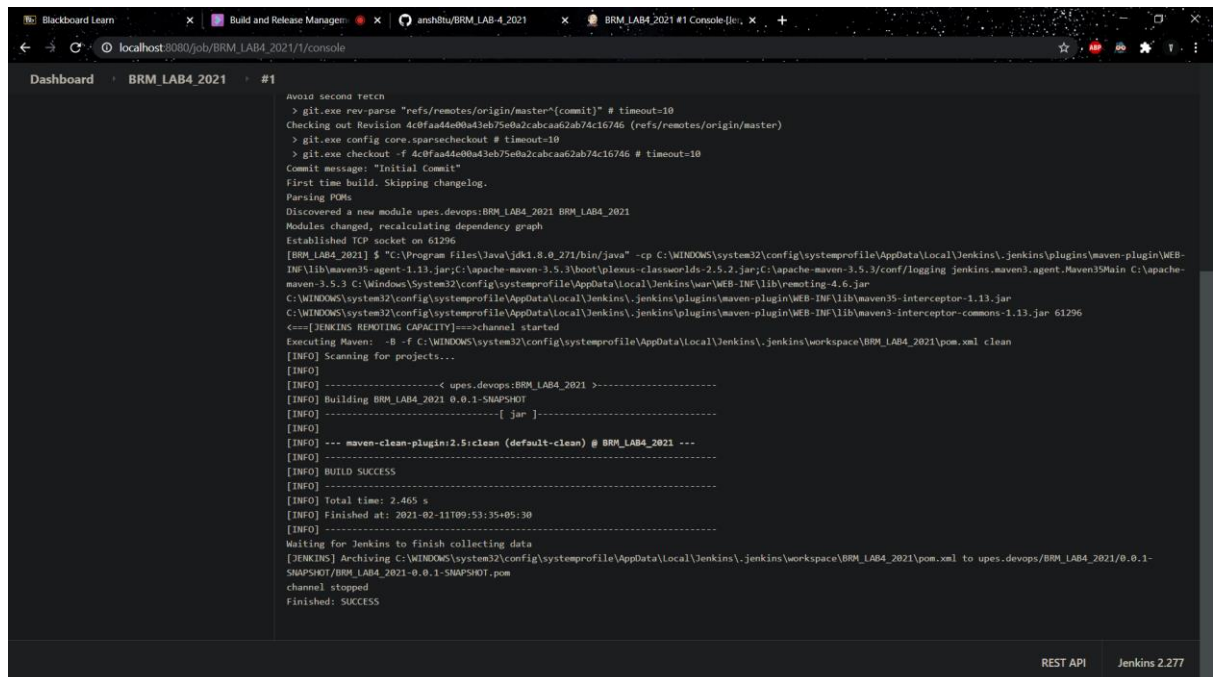 Blackboard Learn
Build and Release Managem
ansh8tu/BRM_LAB-4_2021
BRM_LAB4_2021 #1 Console [Jer
localhost:8080/job/BRM_LAB4_2021/1/console
ABP
Dashboard BRM_LAB4_2021 #1
Avoid second fetch
> git.exe rev-parse "refs/remotes/origin/master^{commit}" # timeout=10
Checking out Revision 4c0faa44e00a43eb75e0a2cabcaa62ab74c16746 (refs/remotes/origin/master)
> git.exe config core.sparsecheckout # timeout=10
> git.exe checkout -f 4c0faa44e00a43eb75e0a2cabcaa62ab74c16746 # timeout=10
Commit message: "Initial Commit"
First time build. Skipping changelog.
Parsing POMs
Discovered a new module upes.devops:BRM_LAB4_2021 BRM_LAB4_2021
Modules changed, recalculating dependency graph
Established TCP socket on 61296
[BRM_LAB4_2021] $ "C:\Program Files\Java\jdk1.8.0_271/bin/java" -cp C:\WINDOWS\system32\config\systemprofile\AppData\Local\Jenkins\.jenkins\plugins\maven-plugin\WEB-
INF\lib\maven35-agent-1.13.jar;C:\apache-maven-3.5.3\boot\plexus-classworlds-2.5.2.jar;C:\apache-maven-3.5.3/conf/logging jenkins.maven3.agent.Maven35Main C:\apache-
maven-3.5.3 C:\Windows\System32\config\systemprofile\AppData\Local\Jenkins\war\WEB-INF\lib\remoting-4.6.jar
C:\WINDOWS\system32\config\systemprofile\AppData\Local\Jenkins\.jenkins\plugins\maven-plugin\WEB-INF\lib\maven35-interceptor-1.13.jar
C:\WINDOWS\system32\config\systemprofile\AppData\Local\Jenkins\.jenkins\plugins\maven-plugin\WEB-INF\lib\maven3-interceptor-commons-1.13.jar 61296
<===[JENKINS REMOTING CAPACITY]===>channel started
Executing Maven: -B -f C:\WINDOWS\system32\config\systemprofile\AppData\Local\Jenkins\.jenkins\workspace\BRM_LAB4_2021\pom.xml clean
[INFO] Scanning for projects...
[INFO]
[INFO] ---------------------< upes.devops:BRM_LAB4_2021 >----------------------
[INFO] Building BRM_LAB4_2021 0.0.1-SNAPSHOT
[INFO] --------------------------------[ jar ]---------------------------------
[INFO]
[INFO] --- maven-clean-plugin:2.5:clean (default-clean) @ BRM_LAB4_2021 ---
[INFO] ------------------------------------------------------------------------
[INFO] BUILD SUCCESS
[INFO] ------------------------------------------------------------------------
[INFO] Total time: 2.465 s
[INFO] Finished at: 2021-02-11T09:53:35+05:30
[INFO] ------------------------------------------------------------------------
Waiting for Jenkins to finish collecting data
[JENKINS] Archiving C:\WINDOWS\system32\config\systemprofile\AppData\Local\Jenkins\.jenkins\workspace\BRM_LAB4_2021\pom.xml to upes.devops/BRM_LAB4_2021/0.0.1-
SNAPSHOT/BRM_LAB4_2021-0.0.1-SNAPSHOT.pom
channel stopped
Finished: SUCCESS
REST API Jenkins 2.277